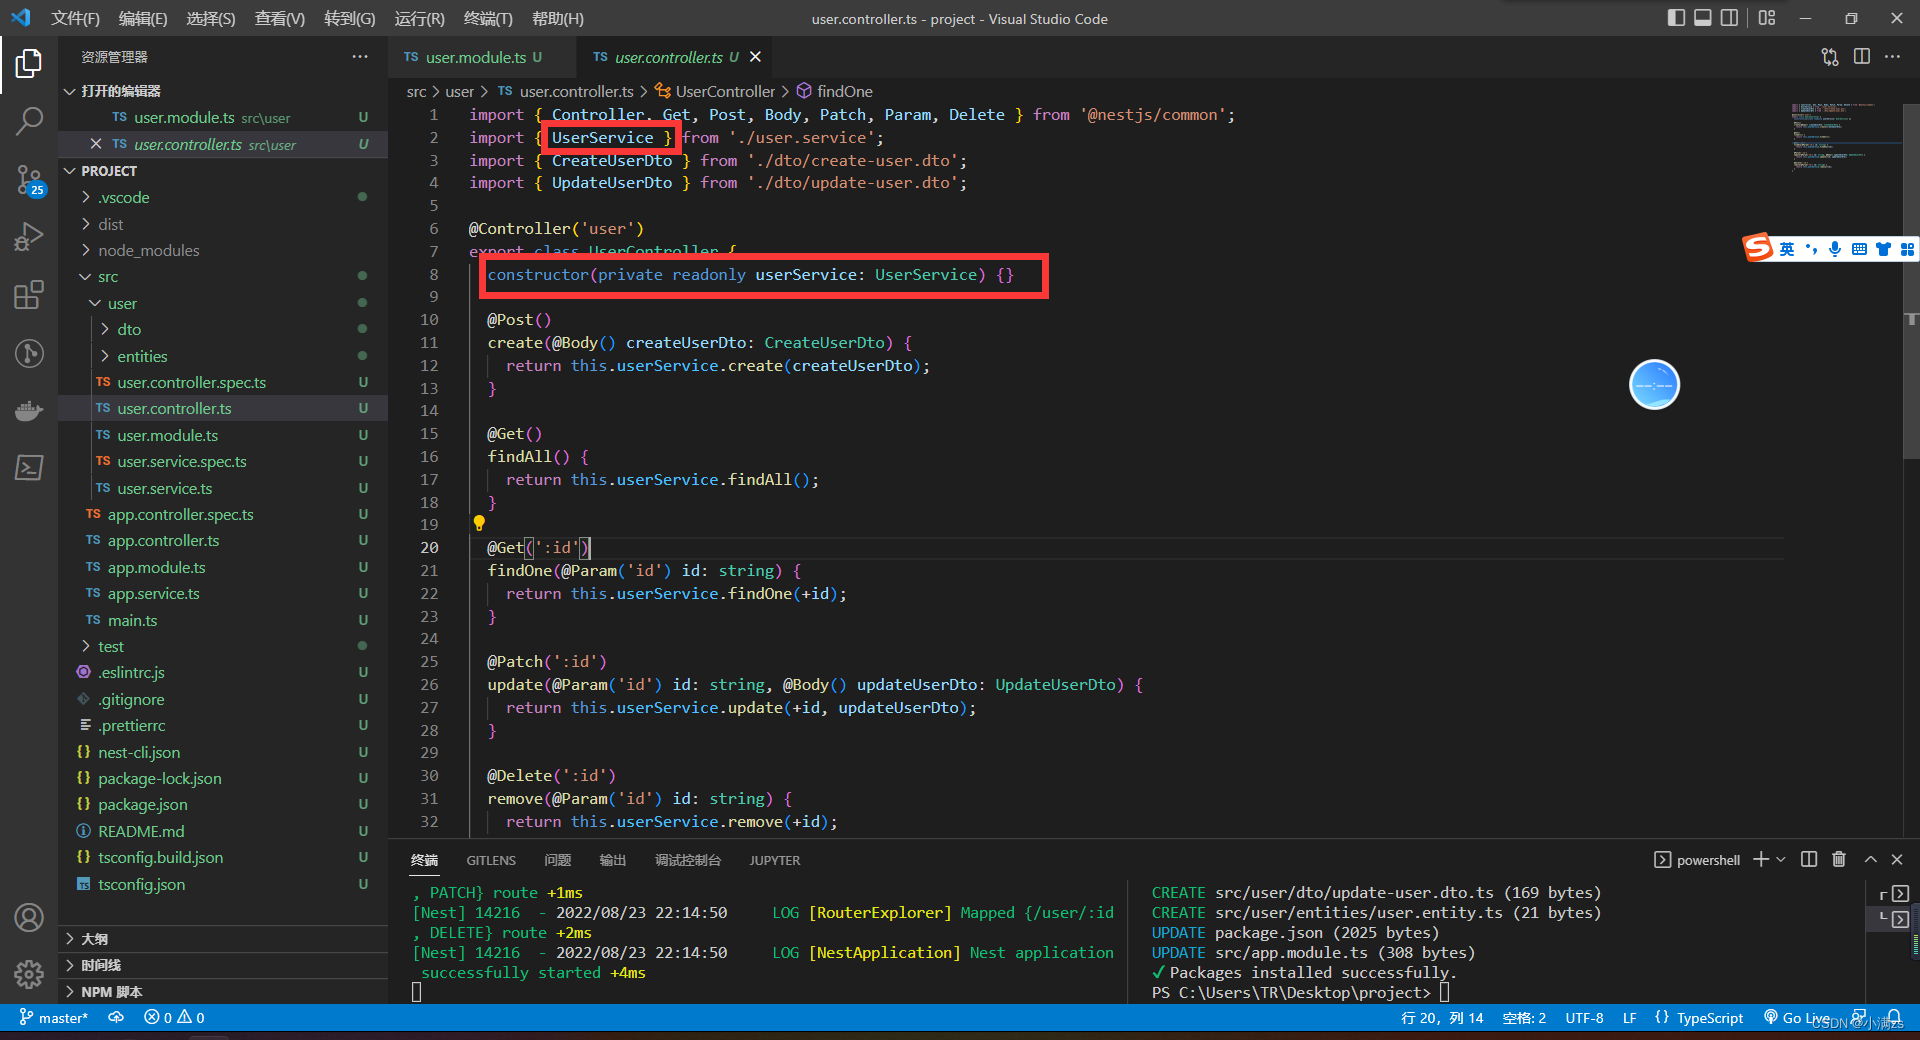 文件(F) 编辑(E) 选择(S) 查看(V) 转到(G) 运行(R) 终端(T) 帮助(H)
user.controller.ts - project - Visual Studio Code
资源管理器
打开的编辑器
TS user.module.ts src\user U
TS user.controller.ts src\user U
PROJECT
.vscode
dist
node_modules
src
user
dto
entities
TS user.controller.spec.ts U
TS user.controller.ts U
TS user.module.ts U
TS user.service.spec.ts U
TS user.service.ts U
TS app.controller.spec.ts U
TS app.controller.ts U
TS app.module.ts U
TS app.service.ts U
TS main.ts U
test
.eslintrc.js U
.gitignore U
.prettierrc U
{} nest-cli.json U
{} package-lock.json U
{} package.json U
README.md U
{} tsconfig.build.json U
TS tsconfig.json U
大纲
时间线
NPM 脚本
25
TS user.module.ts U
TS user.controller.ts U
src > user > TS user.controller.ts > UserController > findOne
1 import { Controller, Get, Post, Body, Patch, Param, Delete } from '@nestjs/common';
2 import { UserService } from './user.service';
3 import { CreateUserDto } from './dto/create-user.dto';
4 import { UpdateUserDto } from './dto/update-user.dto';
5
6 @Controller('user')
7 export class UserController {
8 constructor(private readonly userService: UserService) {}
9
10 @Post()
11 create(@Body() createUserDto: CreateUserDto) {
12 return this.userService.create(createUserDto);
13 }
14
15 @Get()
16 findAll() {
17 return this.userService.findAll();
18 }
19
20 @Get(':id')
21 findOne(@Param('id') id: string) {
22 return this.userService.findOne(+id);
23 }
24
25 @Patch(':id')
26 update(@Param('id') id: string, @Body() updateUserDto: UpdateUserDto) {
27 return this.userService.update(+id, updateUserDto);
28 }
29
30 @Delete(':id')
31 remove(@Param('id') id: string) {
32 return this.userService.remove(+id);
S 英
终端 GITLENS 问题 输出 调试控制台 JUPYTER
powershell
, PATCH} route +1ms
[Nest] 14216 - 2022/08/23 22:14:50 LOG [RouterExplorer] Mapped {/user/:id
, DELETE} route +2ms
[Nest] 14216 - 2022/08/23 22:14:50 LOG [NestApplication] Nest application
successfully started +4ms
CREATE src/user/dto/update-user.dto.ts (169 bytes)
CREATE src/user/entities/user.entity.ts (21 bytes)
UPDATE package.json (2025 bytes)
UPDATE src/app.module.ts (308 bytes)
✓ Packages installed successfully.
PS C:\Users\TR\Desktop\project>
master* 0 0
行 20，列 14 空格: 2 UTF-8 LF {} TypeScript Go Live
CSDN @小满zs